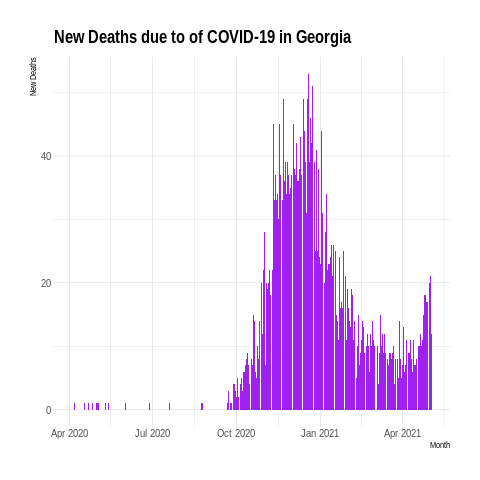 New Deaths due to of COVID-19 in Georgia
New Deaths
40
20
0
Apr 2020 Jul 2020 Oct 2020 Jan 2021 Apr 2021
Month